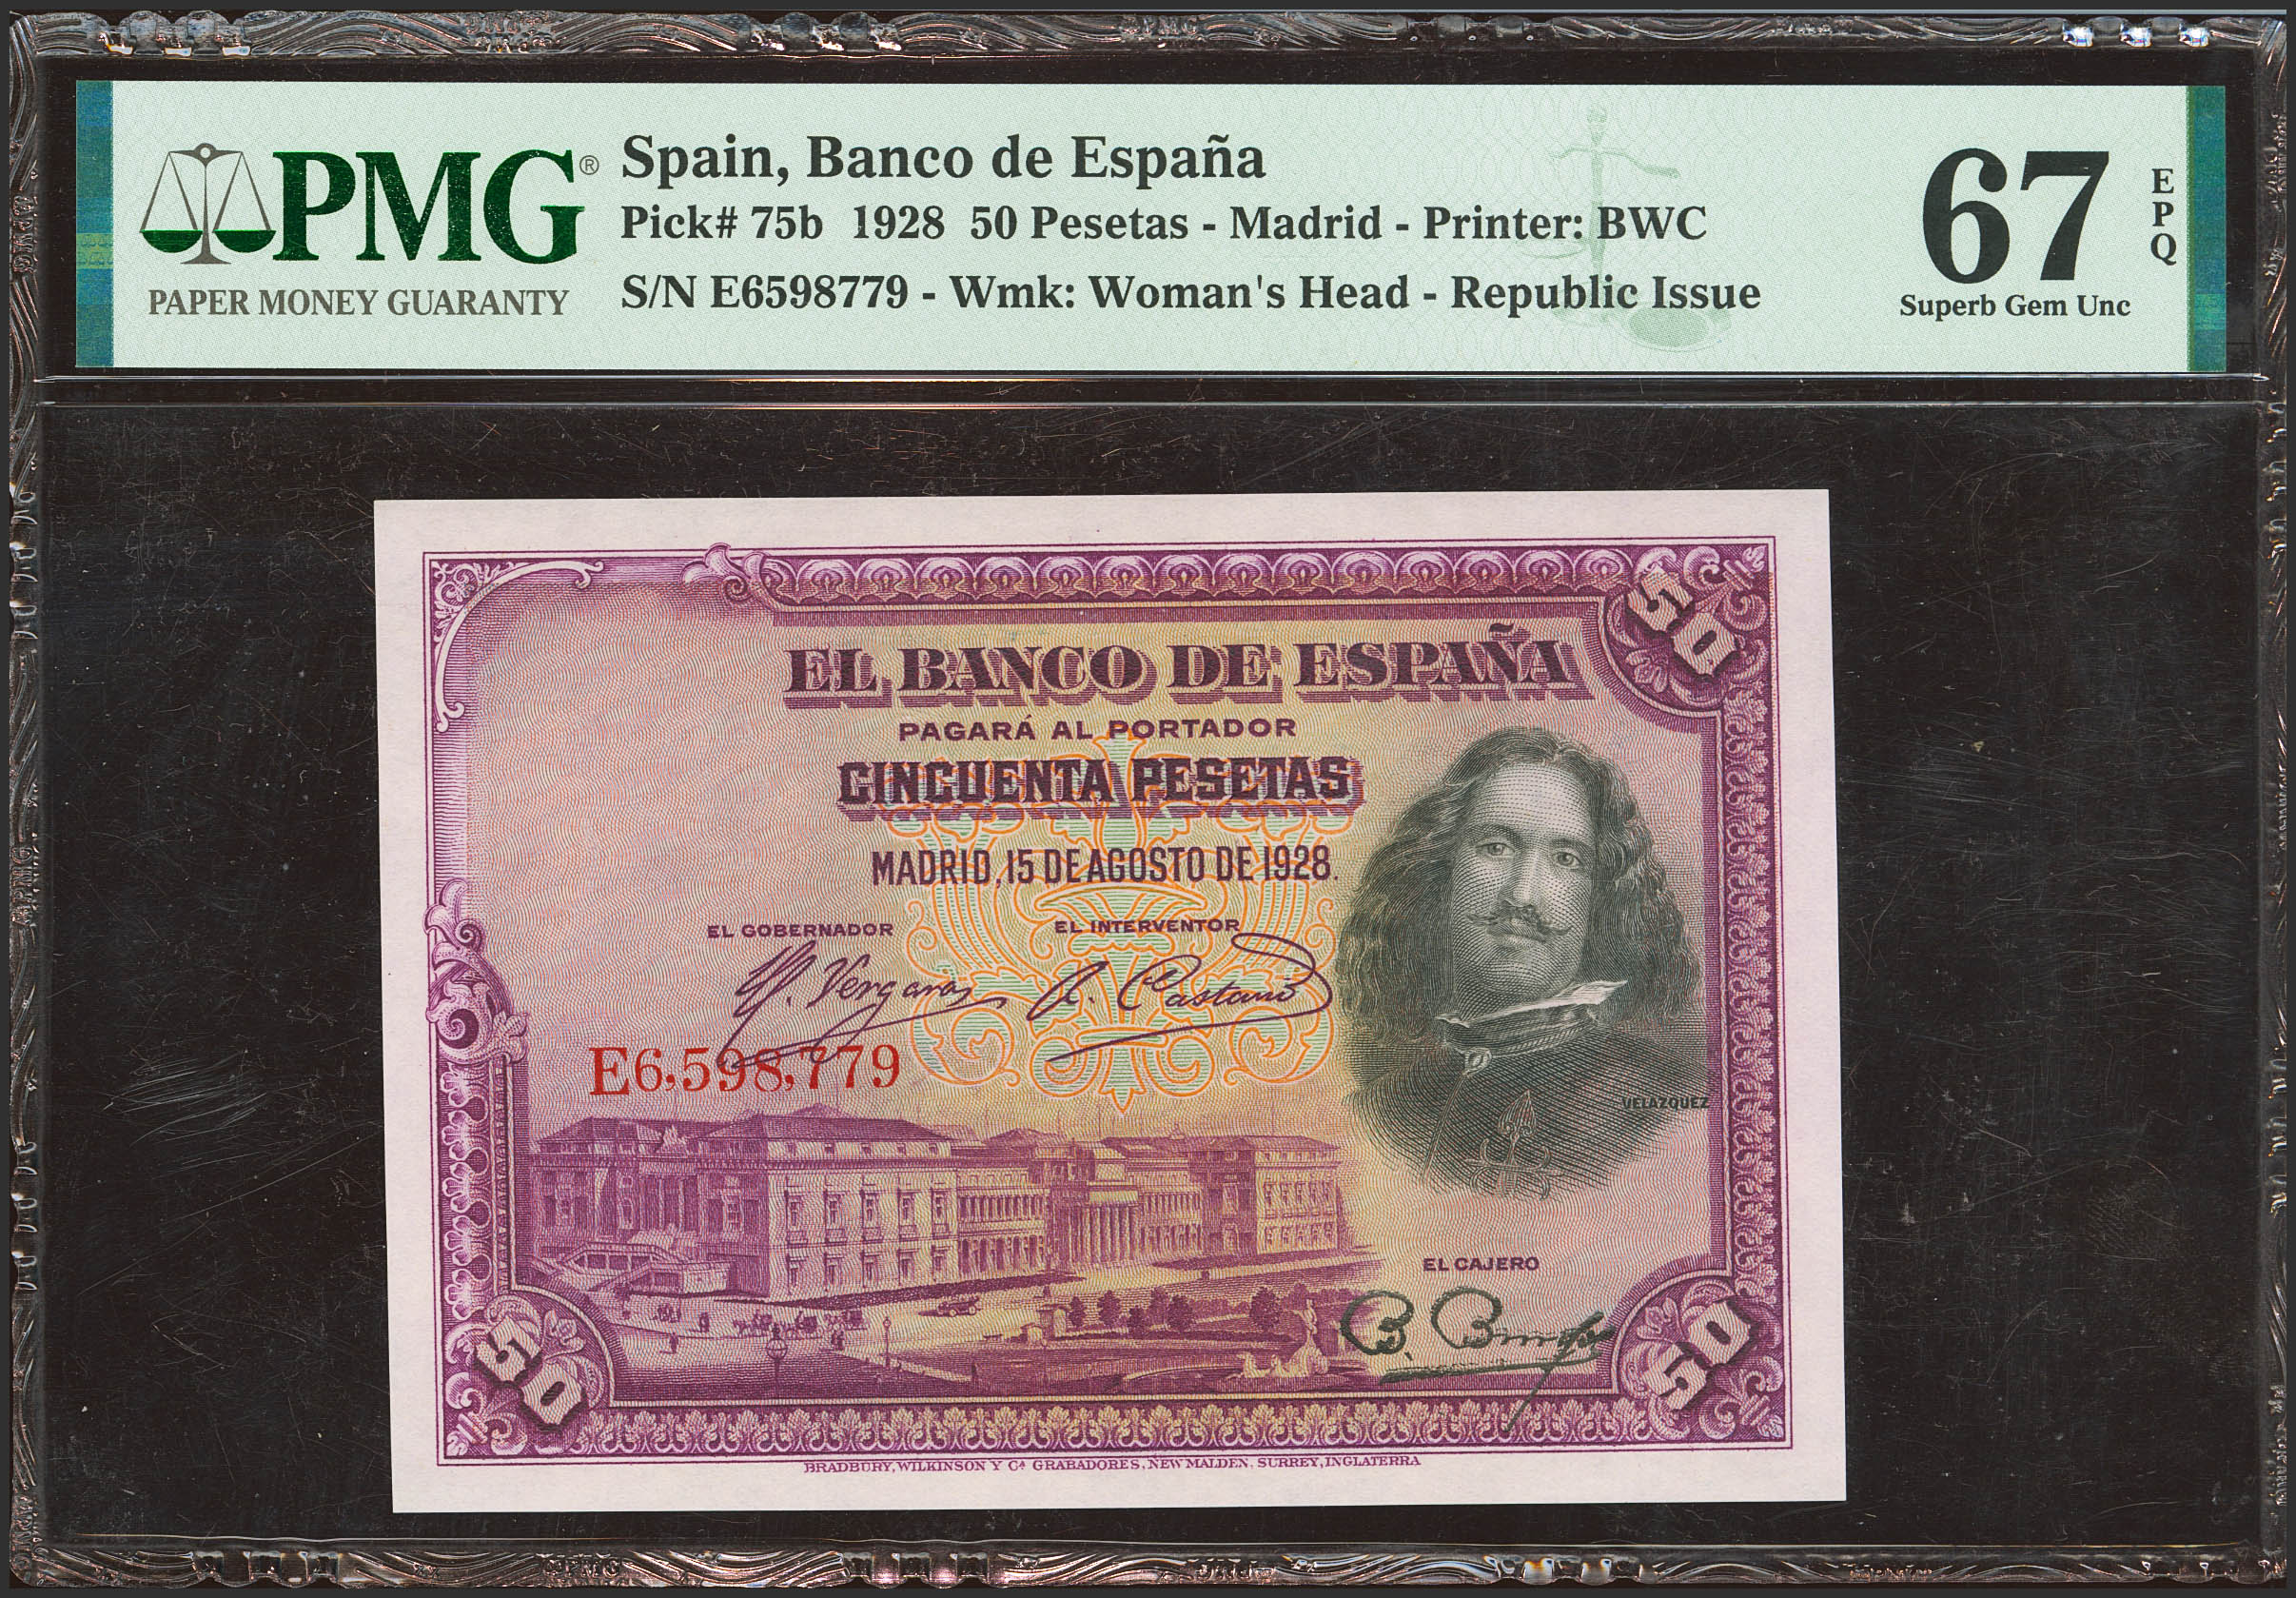 PMG®
PAPER MONEY GUARANTY
Spain, Banco de España
Pick# 75b 1928 50 Pesetas - Madrid - Printer: BWC
S/N E6598779 - Wmk: Woman's Head - Republic Issue
67
EPQ
Superb Gem Unc
50
EL BANCO DE ESPAÑA
PAGARÁ AL PORTADOR
CINCUENTA PESETAS
MADRID, 15 DE AGOSTO DE 1928.
EL GOBERNADOR
EL INTERVENTOR
E6,598,779
VELAZQUEZ
EL CAJERO
50
50
BRADBURY, WILKINSON Y Cª GRABADORES, NEW MALDEN, SURREY, INGLATERRA